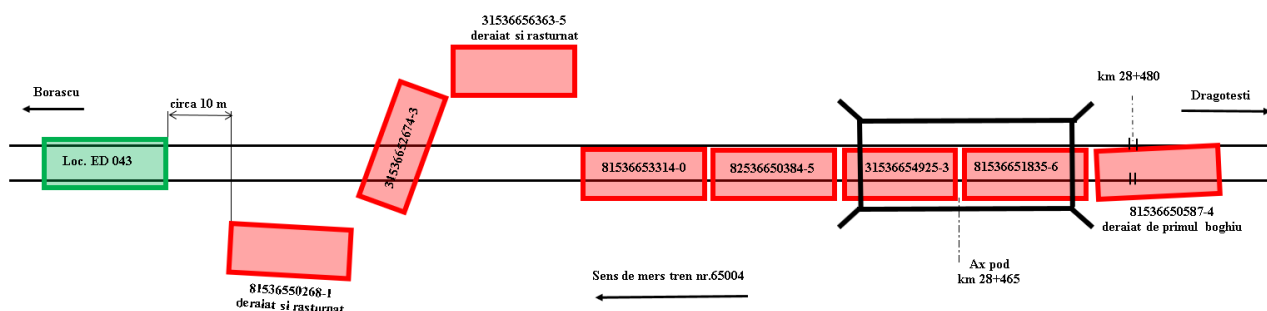 31536656363-5
deraiat si rasturnat
Borascu
circa 10 m
km 28+480
Dragotesti
Loc. ED 043
31536652674-3
81536653314-0
82536650384-5
31536654925-3
81536651835-6
81536650587-4
deraiat de primul boghiu
Ax pod
km 28+465
Sens de mers tren nr.65004
81536550268-1
deraiat si rasturnat